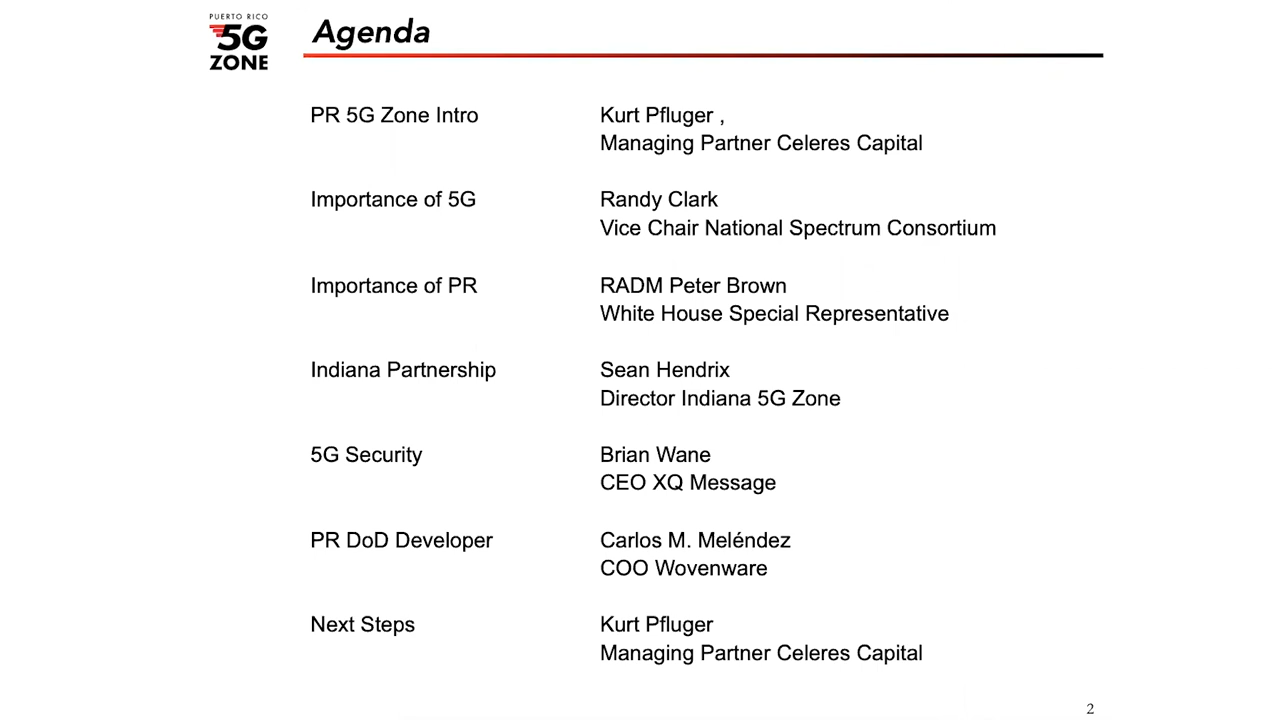 PUERTO RICO
5G
ZONE
Agenda
PR 5G Zone Intro
Kurt Pfluger ,
Managing Partner Celeres Capital
Importance of 5G
Randy Clark
Vice Chair National Spectrum Consortium
Importance of PR
RADM Peter Brown
White House Special Representative
Indiana Partnership
Sean Hendrix
Director Indiana 5G Zone
5G Security
Brian Wane
CEO XQ Message
PR DoD Developer
Carlos M. Meléndez
COO Wovenware
Next Steps
Kurt Pfluger
Managing Partner Celeres Capital
2